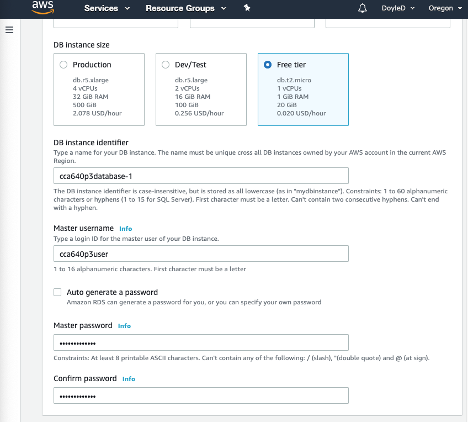 aws
Services
Resource Groups
DoyleD
Oregon
DB instance size
Production
db.r5.xlarge
4 vCPUs
32 GiB RAM
500 GiB
2.078 USD/hour
Dev/Test
db.r5.large
2 vCPUs
16 GiB RAM
100 GiB
0.256 USD/hour
Free tier
db.t2.micro
1 vCPUs
1 GiB RAM
20 GiB
0.020 USD/hour
DB instance identifier
Type a name for your DB instance. The name must be unique cross all DB instances owned by your AWS account in the current AWS
Region.
cca640p3database-1
The DB instance identifier is case-insensitive, but is stored as all lowercase (as in "mydbinstance"). Constraints: 1 to 60 alphanumeric
characters or hyphens (1 to 15 for SQL Server). First character must be a letter. Can't contain two consecutive hyphens. Can't end
with a hyphen.
Master username Info
Type a login ID for the master user of your DB instance.
cca640p3user
1 to 16 alphanumeric characters. First character must be a letter
Auto generate a password
Amazon RDS can generate a password for you, or you can specify your own password
Master password Info
•••••••••••••
Constraints: At least 8 printable ASCII characters. Can't contain any of the following: / (slash), "(double quote) and @ (at sign).
Confirm password Info
•••••••••••••